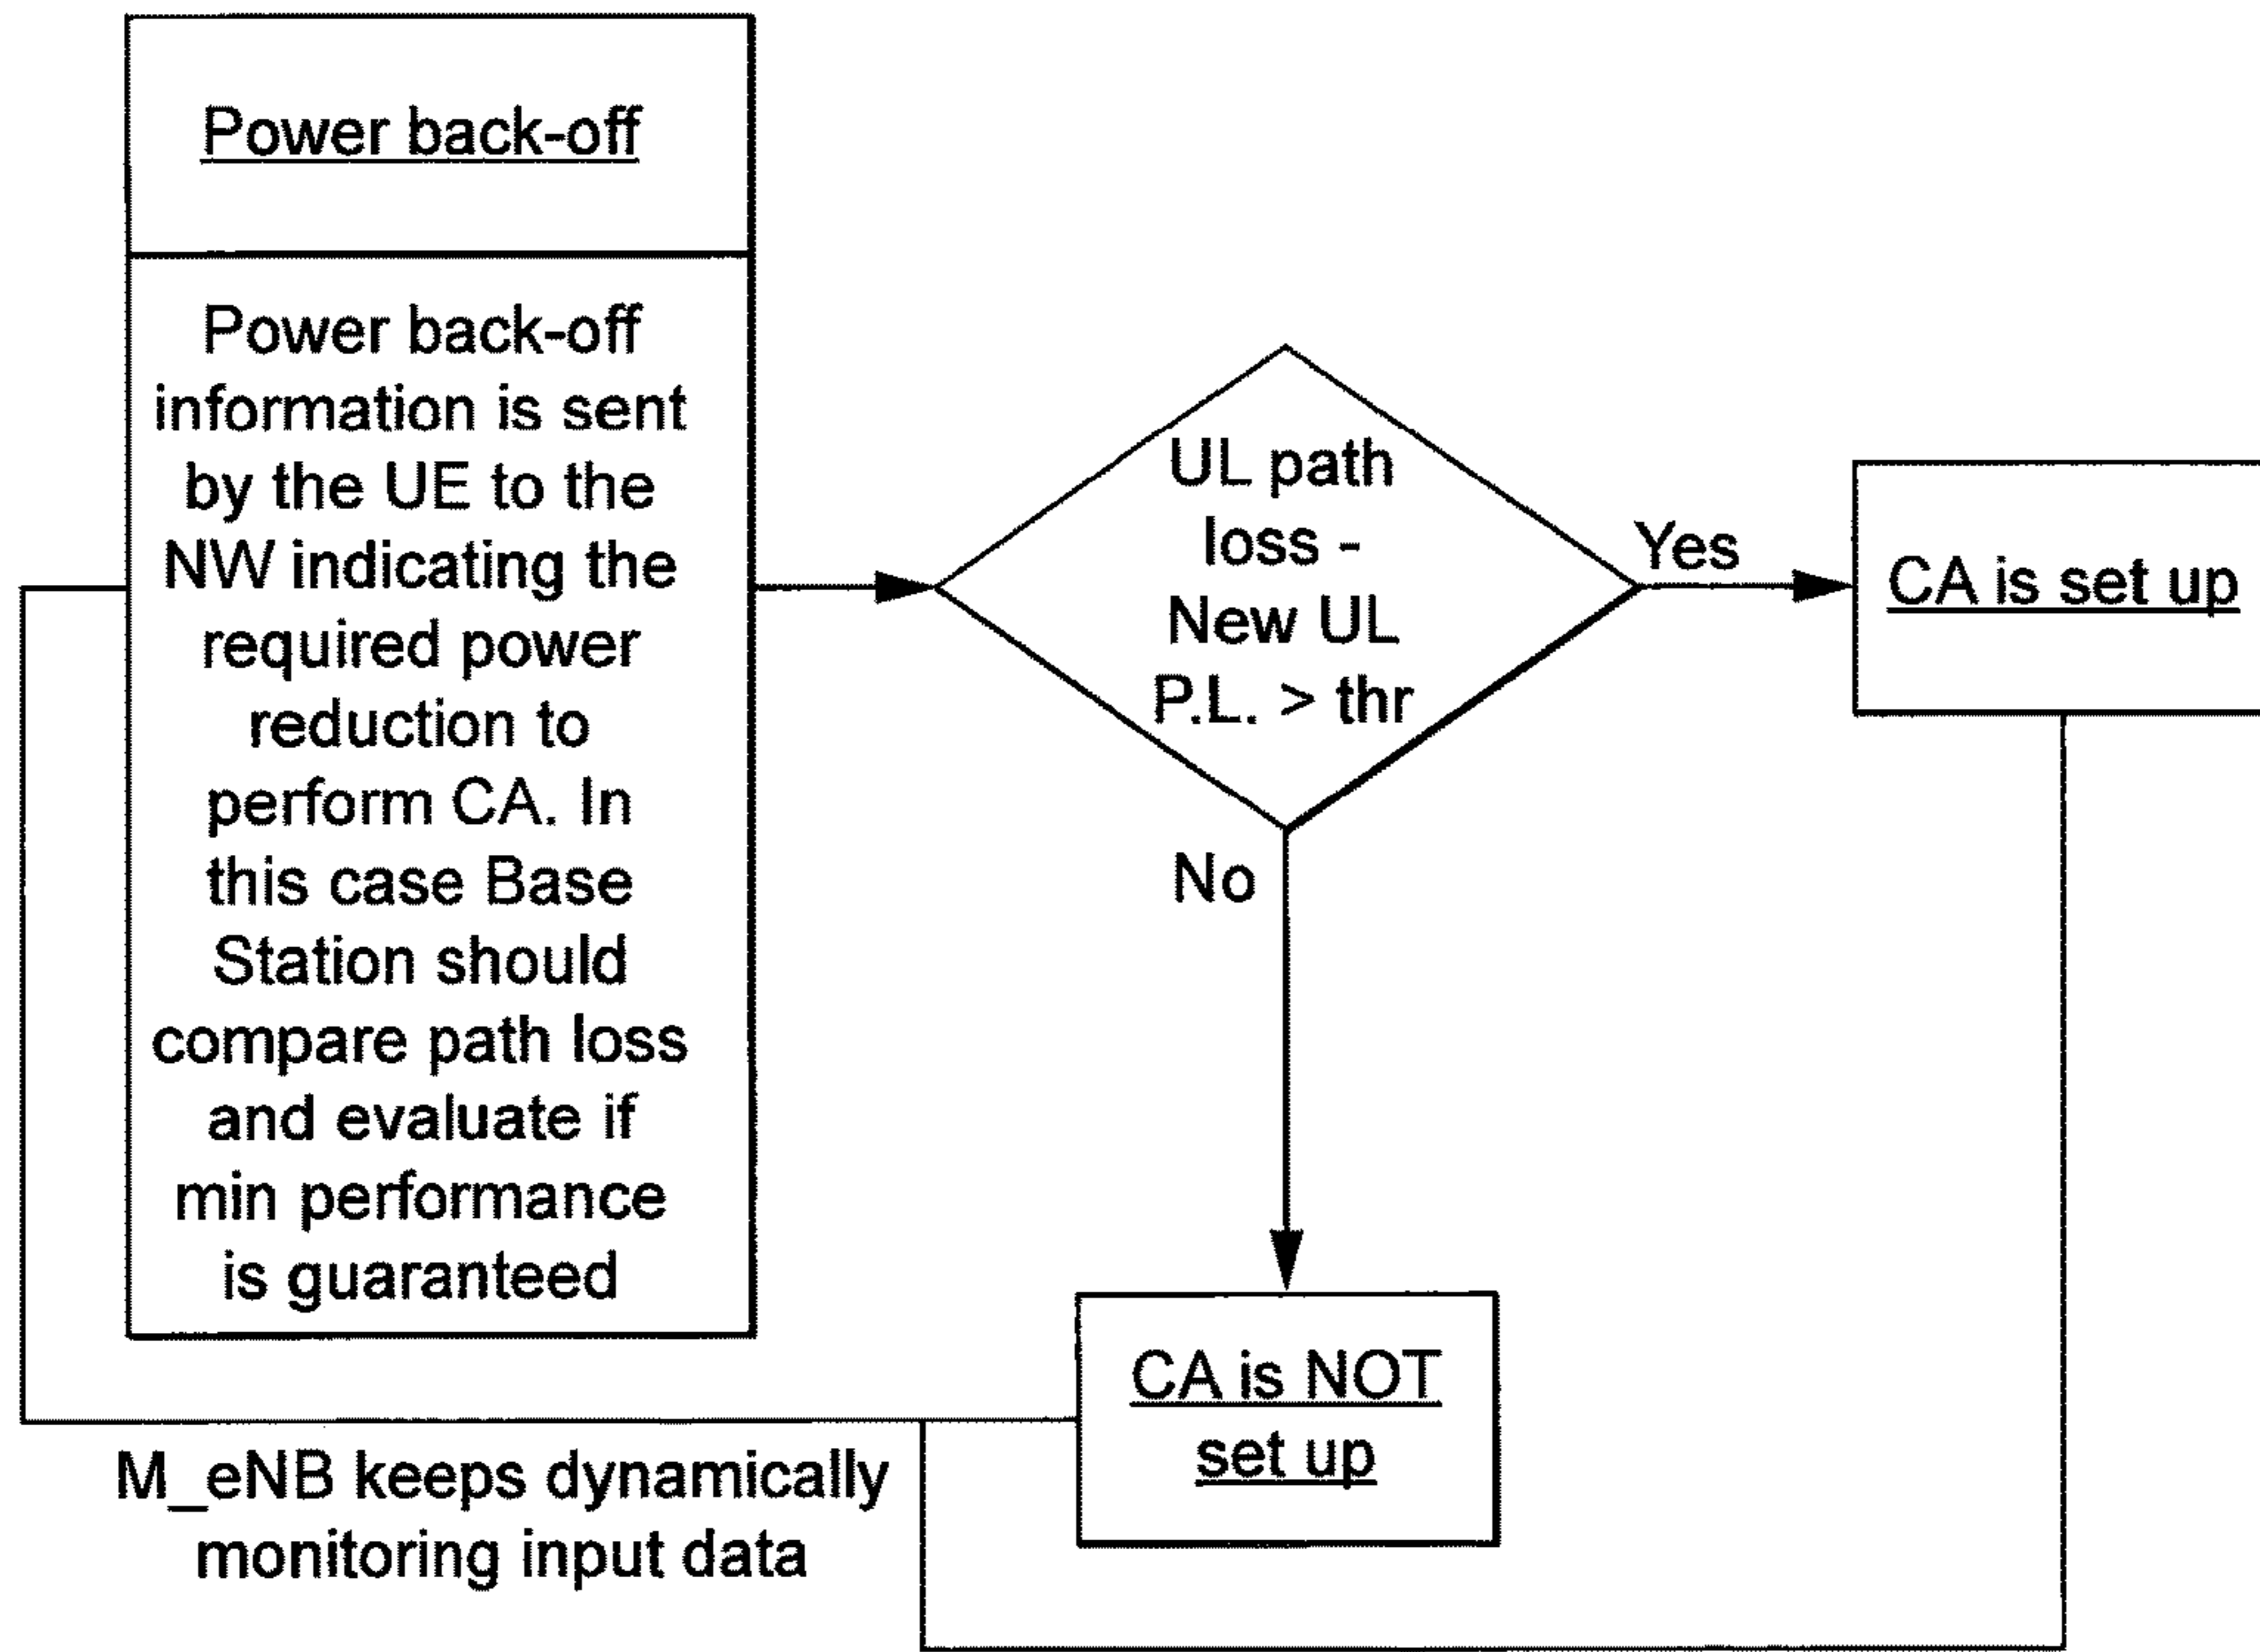 Power back-off
Power back-off
information is sent
by the UE to the
NW indicating the
required power
reduction to
perform CA. In
this case Base
Station should
compare path loss
and evaluate if
min performance
is guaranteed
UL path
loss -
New UL
P.L. > thr
Yes
CA is set up
No
CA is NOT
set up
M_eNB keeps dynamically
monitoring input data